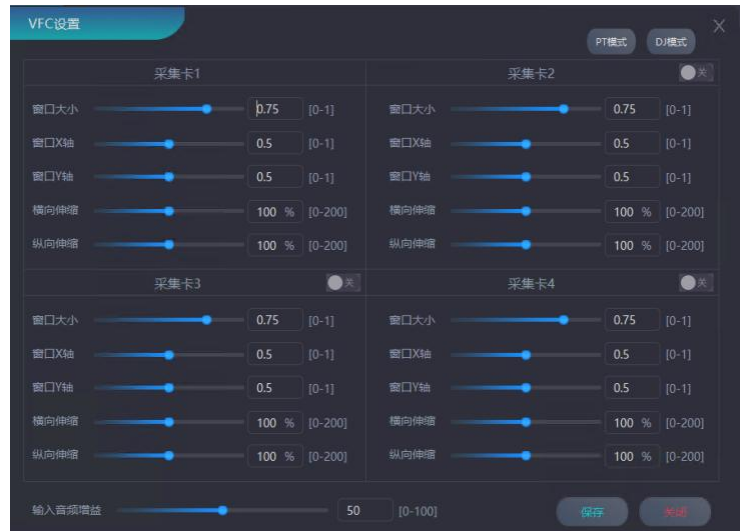 VFC设置
X
PT模式 DJ模式
采集卡1
窗口大小 0.75 [0-1]
窗口X轴 0.5 [0-1]
窗口Y轴 0.5 [0-1]
横向伸缩 100 % [0-200]
纵向伸缩 100 % [0-200]
采集卡2 关
窗口大小 0.75 [0-1]
窗口X轴 0.5 [0-1]
窗口Y轴 0.5 [0-1]
横向伸缩 100 % [0-200]
纵向伸缩 100 % [0-200]
采集卡3 关
窗口大小 0.75 [0-1]
窗口X轴 0.5 [0-1]
窗口Y轴 0.5 [0-1]
横向伸缩 100 % [0-200]
纵向伸缩 100 % [0-200]
采集卡4 关
窗口大小 0.75 [0-1]
窗口X轴 0.5 [0-1]
窗口Y轴 0.5 [0-1]
横向伸缩 100 % [0-200]
纵向伸缩 100 % [0-200]
输入音频增益 50 [0-100]
保存 关闭